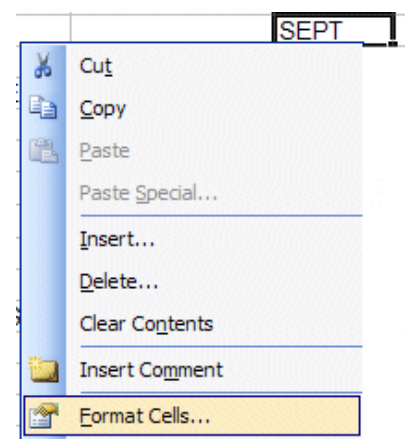 SEPT
Cut
Copy
Paste
Paste Special...
Insert...
Delete...
Clear Contents
Insert Comment
Format Cells...